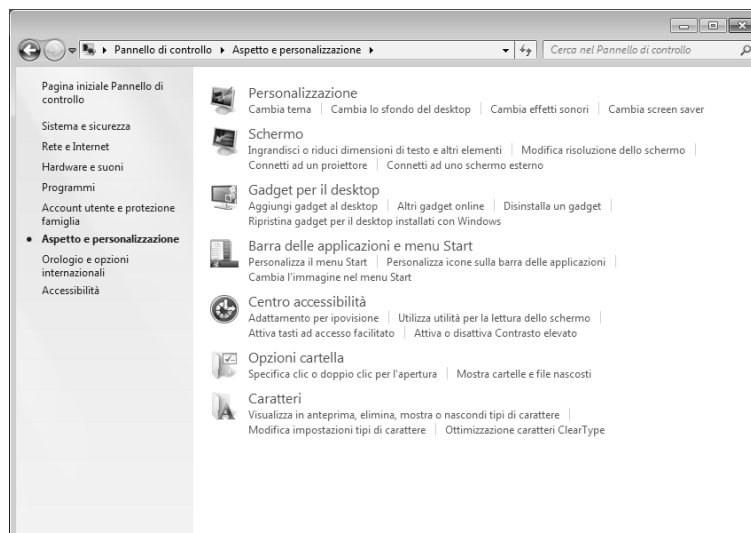 Pannello di controllo Aspetto e personalizzazione Cerca nel Pannello di controllo
Pagina iniziale Pannello di
controllo
Sistema e sicurezza
Rete e Internet
Hardware e suoni
Programmi
Account utente e protezione
famiglia
Aspetto e personalizzazione
Orologio e opzioni
internazionali
Accessibilità
Personalizzazione
Cambia tema Cambia lo sfondo del desktop Cambia effetti sonori Cambia screen saver
Schermo
Ingrandisci o riduci dimensioni di testo e altri elementi Modifica risoluzione dello schermo
Connetti ad un proiettore Connetti ad uno schermo esterno
Gadget per il desktop
Aggiungi gadget al desktop Altri gadget online Disinstalla un gadget
Ripristina gadget per il desktop installati con Windows
Barra delle applicazioni e menu Start
Personalizza il menu Start Personalizza icone sulla barra delle applicazioni
Cambia l'immagine nel menu Start
Centro accessibilità
Adattamento per ipovisione Utilizza utilità per la lettura dello schermo
Attiva tasti ad accesso facilitato Attiva o disattiva Contrasto elevato
Opzioni cartella
Specifica clic o doppio clic per l'apertura Mostra cartelle e file nascosti
Caratteri
Visualizza in anteprima, elimina, mostra o nascondi tipi di carattere
Modifica impostazioni tipi di carattere Ottimizzazione caratteri ClearType